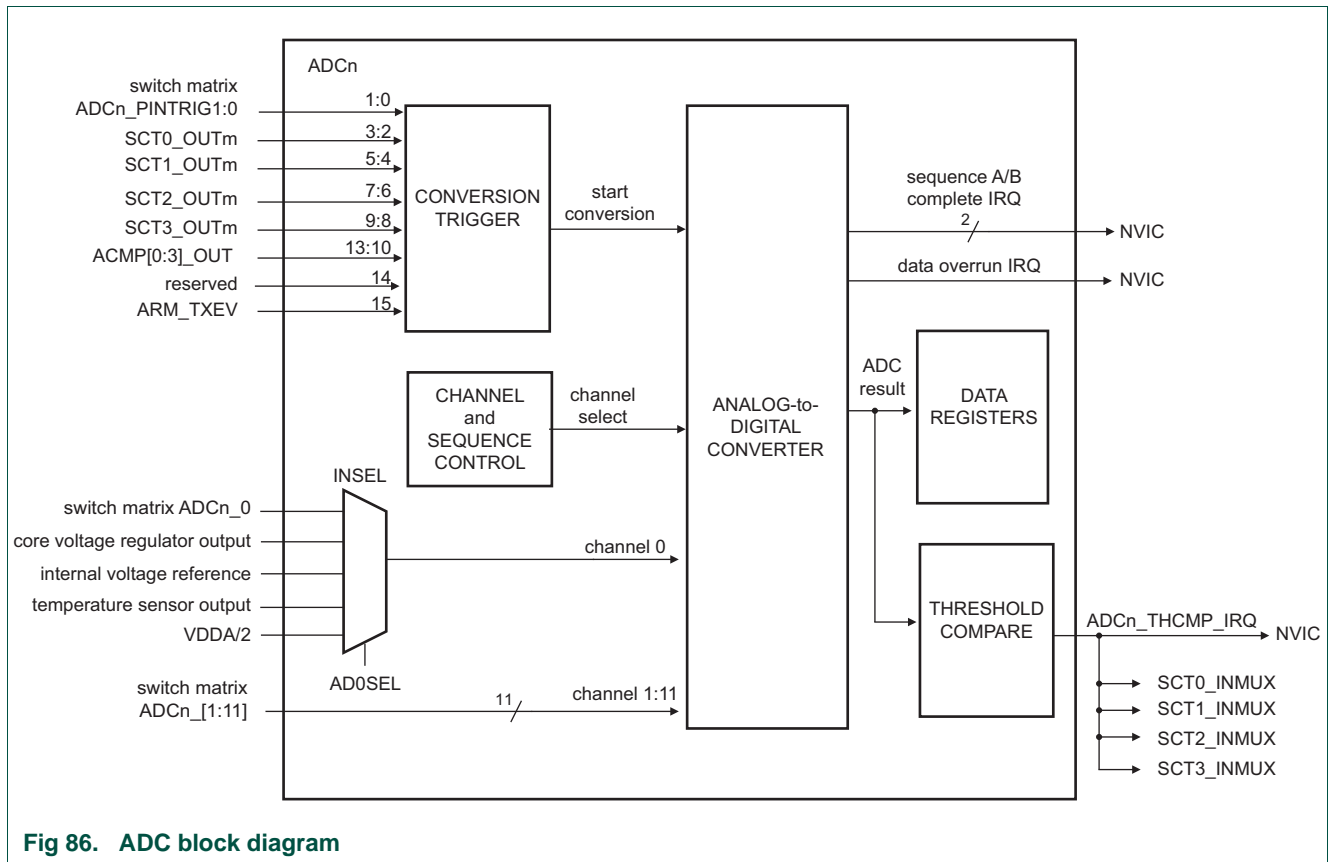 ADCn
switch matrix
ADCn_PINTRIG1:0
1:0
SCT0_OUTm
3:2
SCT1_OUTm
5:4
SCT2_OUTm
7:6
SCT3_OUTm
9:8
ACMP[0:3]_OUT
13:10
reserved
14
ARM_TXEV
15
CONVERSION
TRIGGER
start
conversion
CHANNEL
and
SEQUENCE
CONTROL
channel
select
INSEL
switch matrix ADCn_0
core voltage regulator output
internal voltage reference
temperature sensor output
VDDA/2
AD0SEL
channel 0
switch matrix
ADCn_[1:11]
11
channel 1:11
ANALOG-to-
DIGITAL
CONVERTER
sequence A/B
complete IRQ
2
NVIC
data overrun IRQ
NVIC
ADC
result
DATA
REGISTERS
THRESHOLD
COMPARE
ADCn_THCMP_IRQ
NVIC
SCT0_INMUX
SCT1_INMUX
SCT2_INMUX
SCT3_INMUX
Fig 86. ADC block diagram